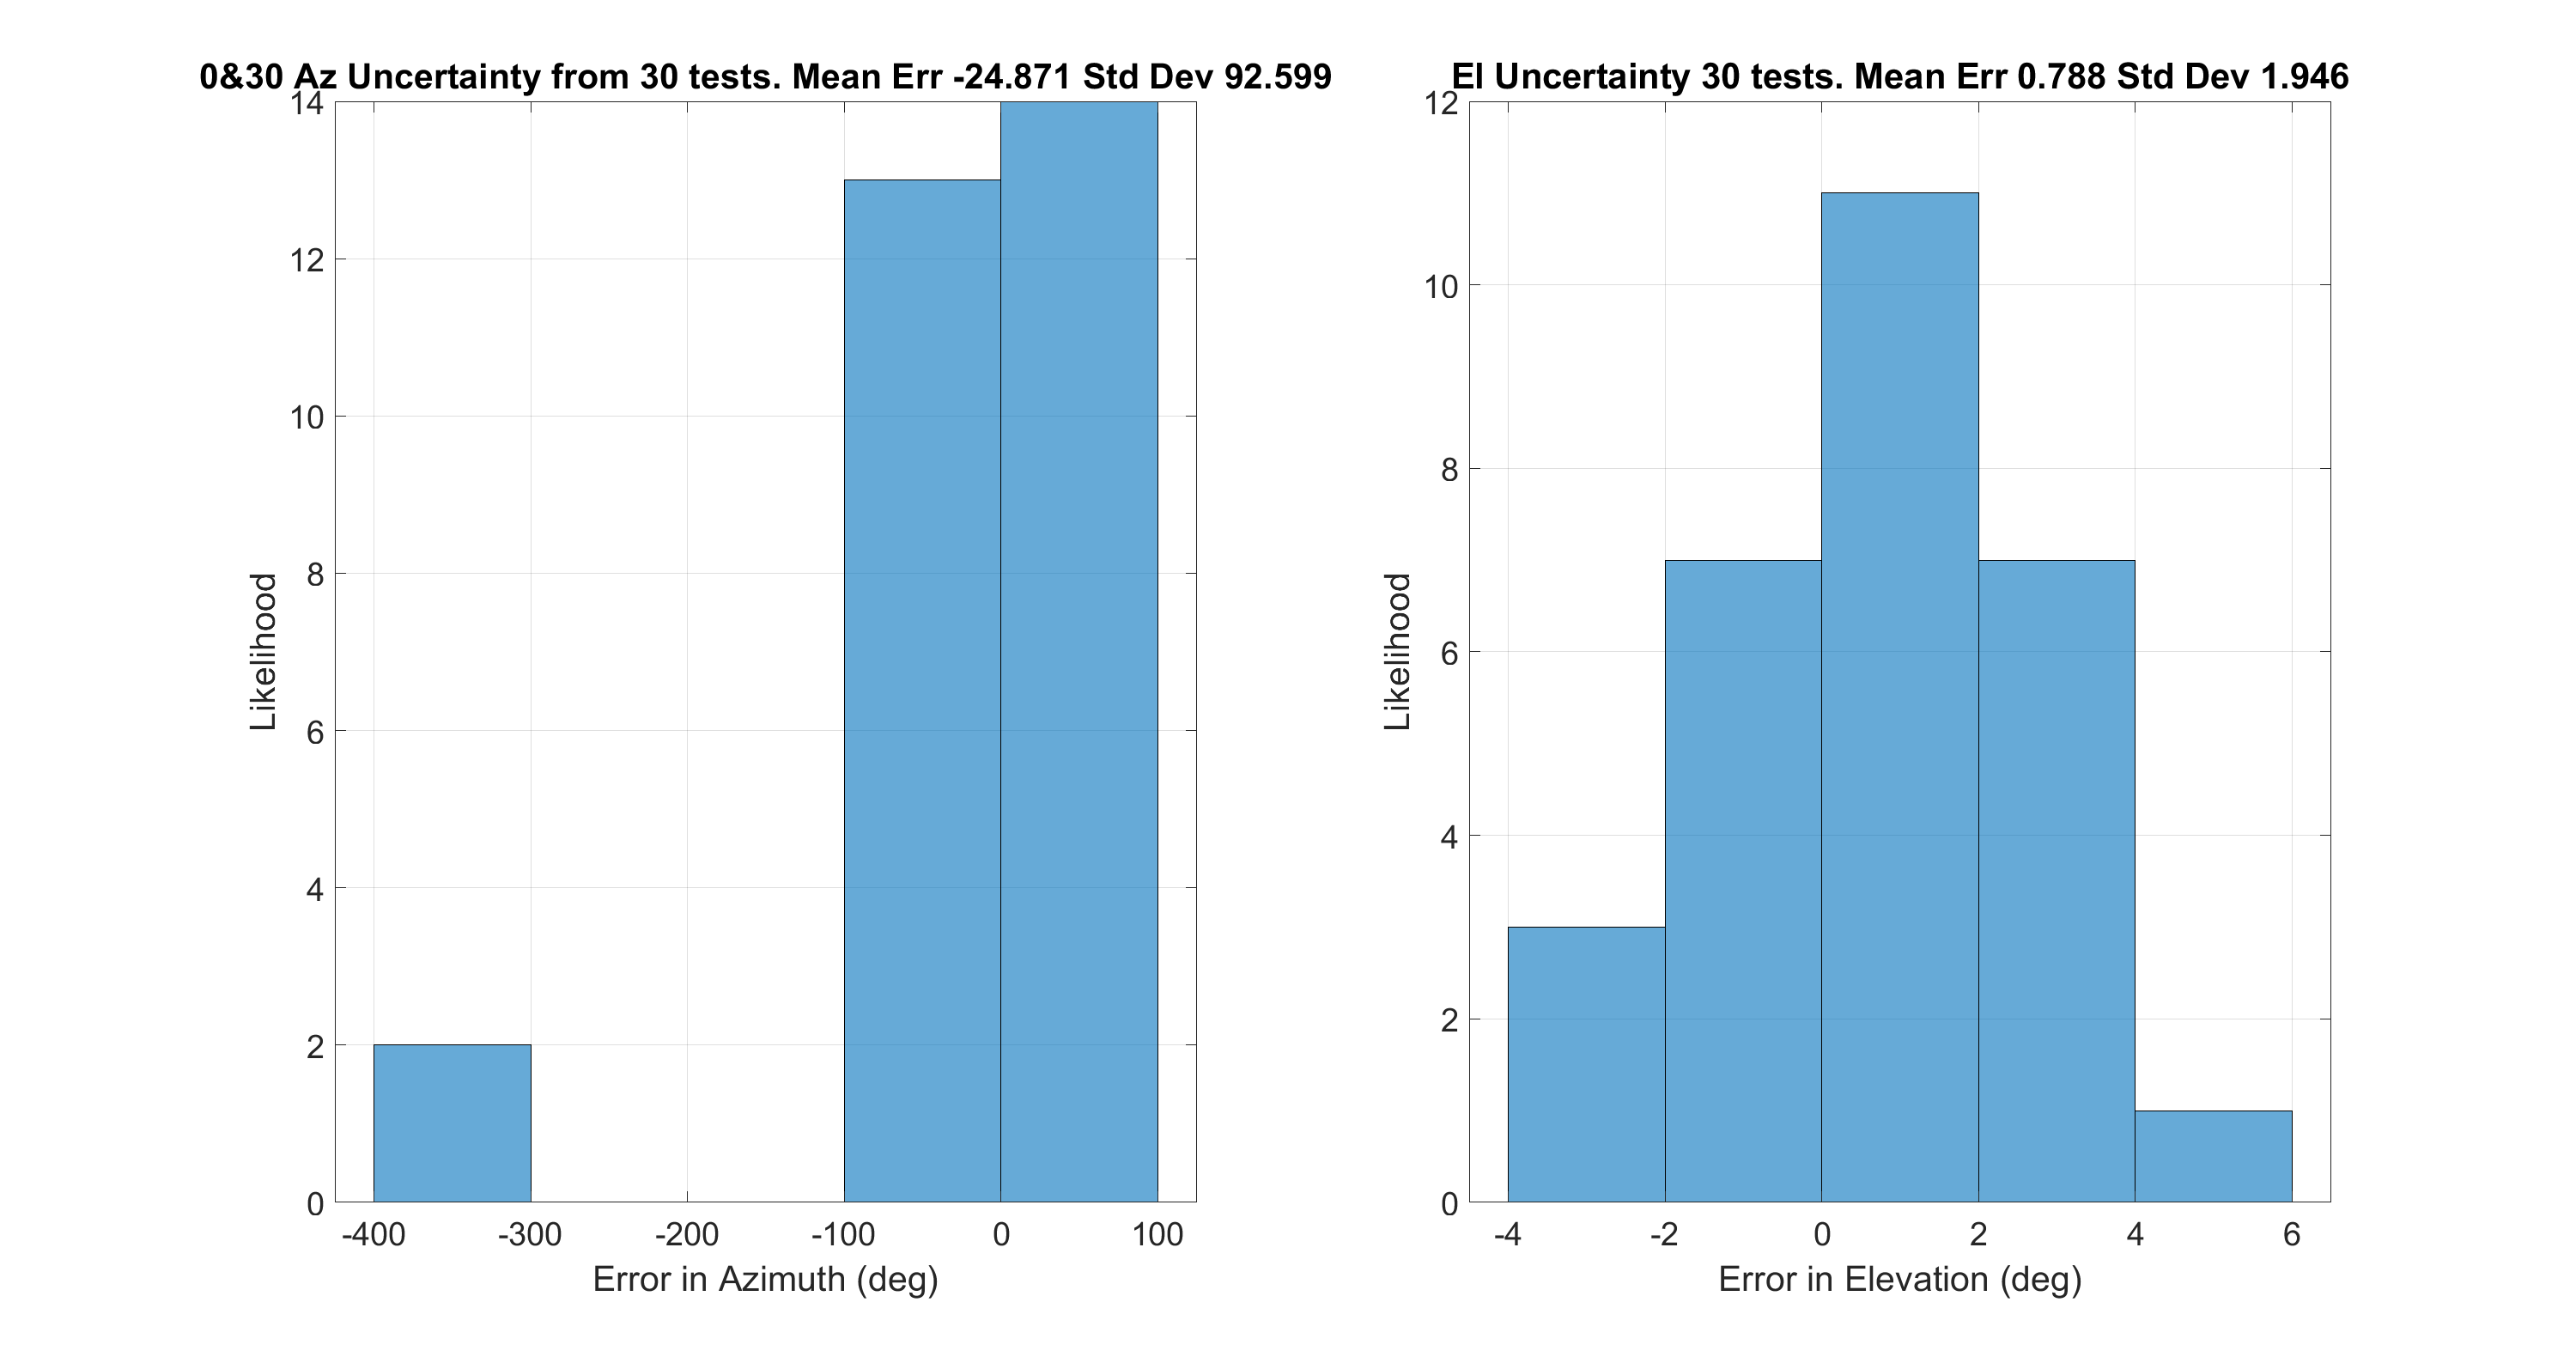 0&30 Az Uncertainty from 30 tests. Mean Err -24.871 Std Dev 92.599
14
12
10
8
6
4
2
0
Likelihood
-400 -300 -200 -100 0 100
Error in Azimuth (deg)
El Uncertainty 30 tests. Mean Err 0.788 Std Dev 1.946
12
10
8
6
4
2
0
Likelihood
-4 -2 0 2 4 6
Error in Elevation (deg)